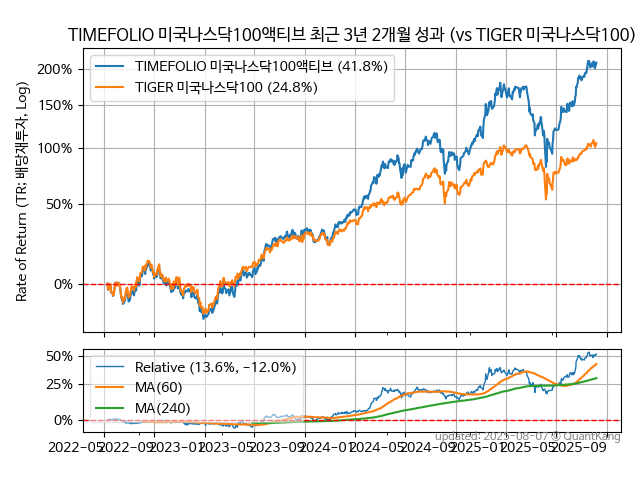 TIMEFOLIO 미국나스닥100액티브 최근 3년 2개월 성과 (vs TIGER 미국나스닥100)
TIMEFOLIO 미국나스닥100액티브 (41.8%)
TIGER 미국나스닥100 (24.8%)
Rate of Return (TR: 배당재투자, Log)
200%
150%
100%
50%
0%
Relative (13.6%, −12.0%)
MA(60)
MA(240)
50%
25%
0%
2022−05
2022−09
2023−01
2023−05
2023−09
2024−01
2024−05
2024−09
2025−01
2025−05
2025−09
updated: 2025-08-07 © QuantKang